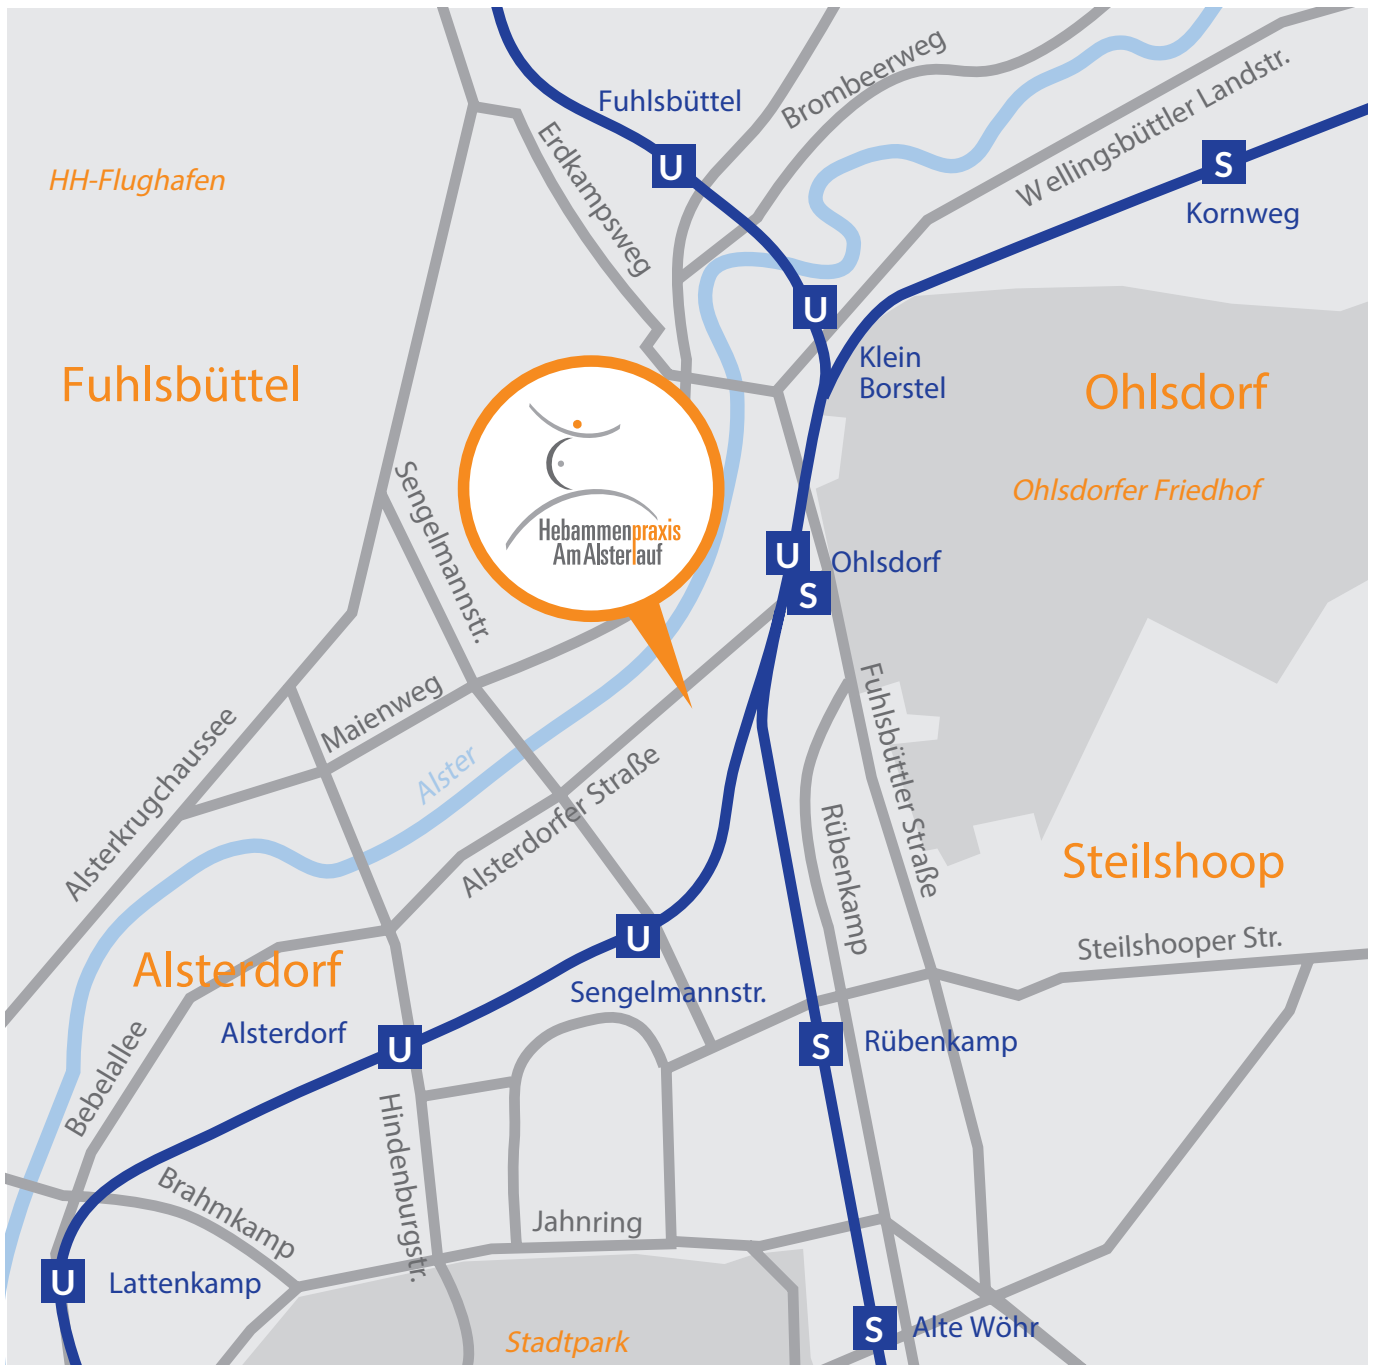 Fuhlsbüttel
U
Brombeerweg
Wellingsbüttler Landstr.
Erdkampsweg
HH-Flughafen
S
Kornweg
U
Klein
Borstel
Fuhlsbüttel
Ohlsdorf
Ohlsdorfer Friedhof
Sengelmannstr.
Hebammenpraxis
Am Alsterlauf
U
Ohlsdorf
S
Maienweg
Alsterkrugchaussee
Alster
Alsterdorfer Straße
Fuhlsbüttler Straße
Rübenkamp
Steilshoop
Steilshooper Str.
Alsterdorf
U
Sengelmannstr.
Alsterdorf
U
S
Rübenkamp
Bebelallee
Hindenburgstr.
Brahmkamp
Jahnring
U
Lattenkamp
Stadtpark
S
Alte Wöhr